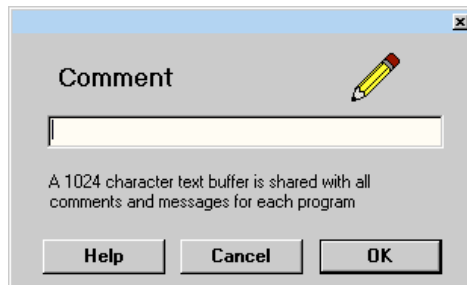 Comment
A 1024 character text buffer is shared with all
comments and messages for each program
Help Cancel OK